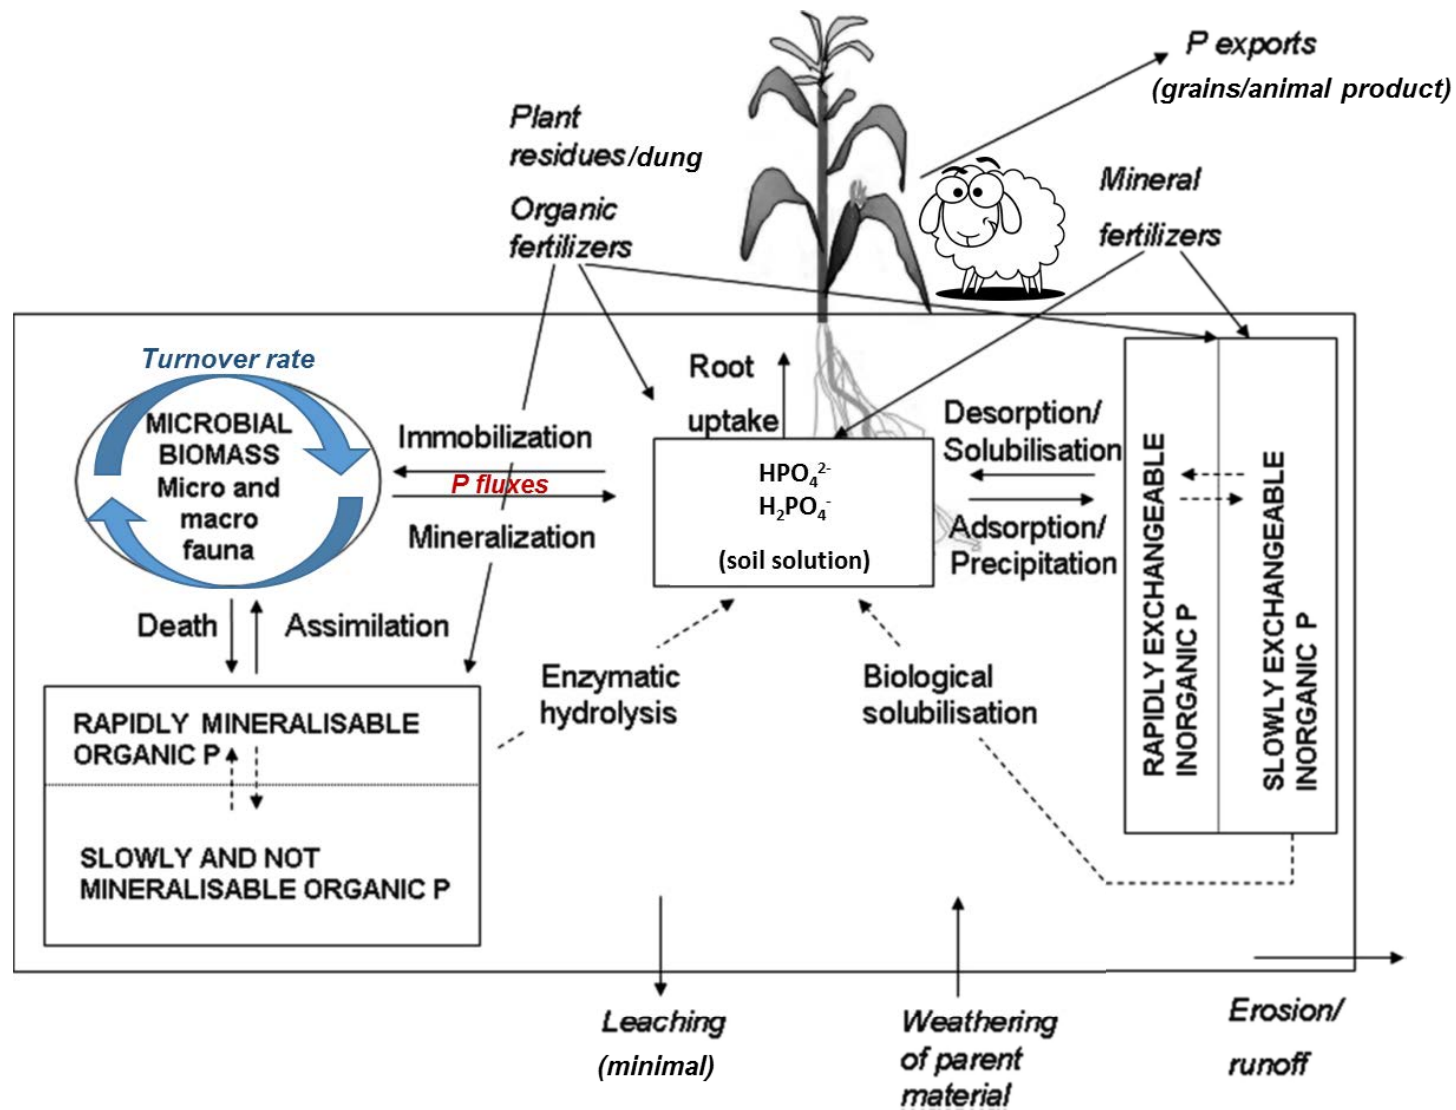 P exports
(grains/animal product)
Plant
residues/dung
Organic
fertilizers
Mineral
fertilizers
Turnover rate
MICROBIAL
BIOMASS
Micro and
macro
fauna
Immobilization
P fluxes
Mineralization
Root
uptake
HPO₄²⁻
H₂PO₄⁻
(soil solution)
Desorption/
Solubilisation
Adsorption/
Precipitation
RAPIDLY EXCHANGEABLE
INORGANIC P
SLOWLY EXCHANGEABLE
INORGANIC P
Death
Assimilation
Enzymatic
hydrolysis
Biological
solubilisation
RAPIDLY MINERALISABLE
ORGANIC P
SLOWLY AND NOT
MINERALISABLE ORGANIC P
Leaching
(minimal)
Weathering
of parent
material
Erosion/
runoff